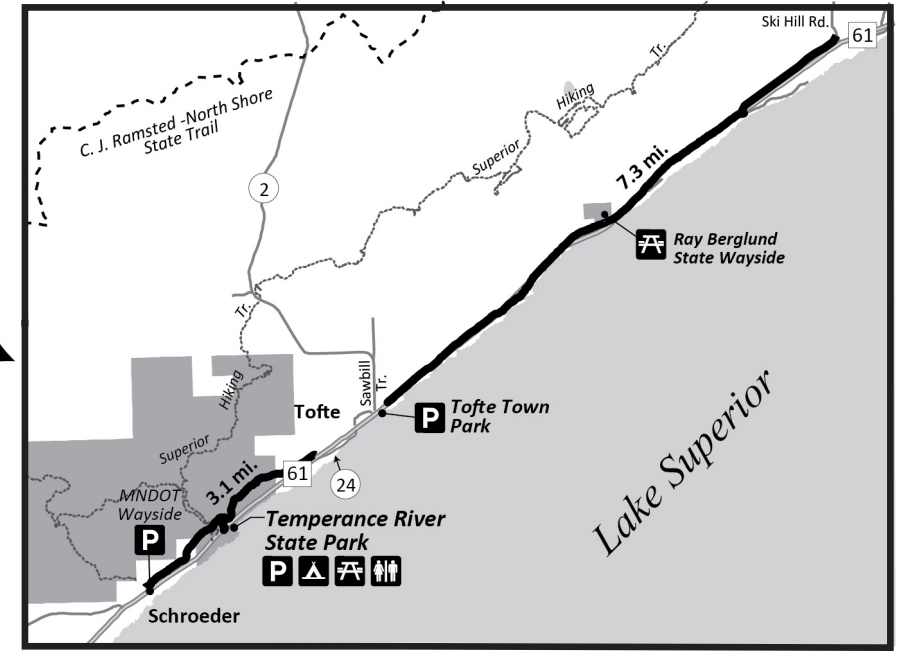 Ski Hill Rd.
61
C. J. Ramsted -North Shore
State Trail
Superior
Hiking
Tr.
2
7.3 mi.
Ray Berglund
State Wayside
Tr.
Hiking
Superior
Sawbill
Tr.
Tofte
P
Tofte Town
Park
61
24
3.1 mi.
MNDOT
Wayside
P
Temperance River
State Park
P
Schroeder
Lake Superior